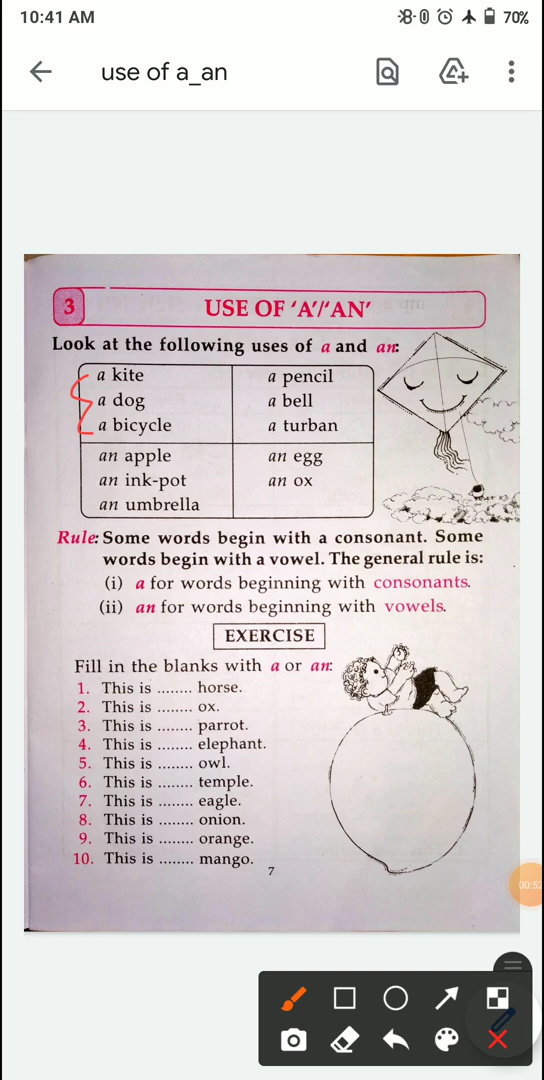 10:41 AM 70%
use of a_an
3 USE OF 'A'/'AN'
Look at the following uses of a and an:
a kite a pencil
a dog a bell
a bicycle a turban
an apple an egg
an ink-pot an ox
an umbrella
Rule: Some words begin with a consonant. Some
words begin with a vowel. The general rule is:
(i) a for words beginning with consonants.
(ii) an for words beginning with vowels.
EXERCISE
Fill in the blanks with a or an:
1. This is ........ horse.
2. This is ........ ox.
3. This is ........ parrot.
4. This is ........ elephant.
5. This is ........ owl.
6. This is ........ temple.
7. This is ........ eagle.
8. This is ........ onion.
9. This is ........ orange.
10. This is ........ mango.
7